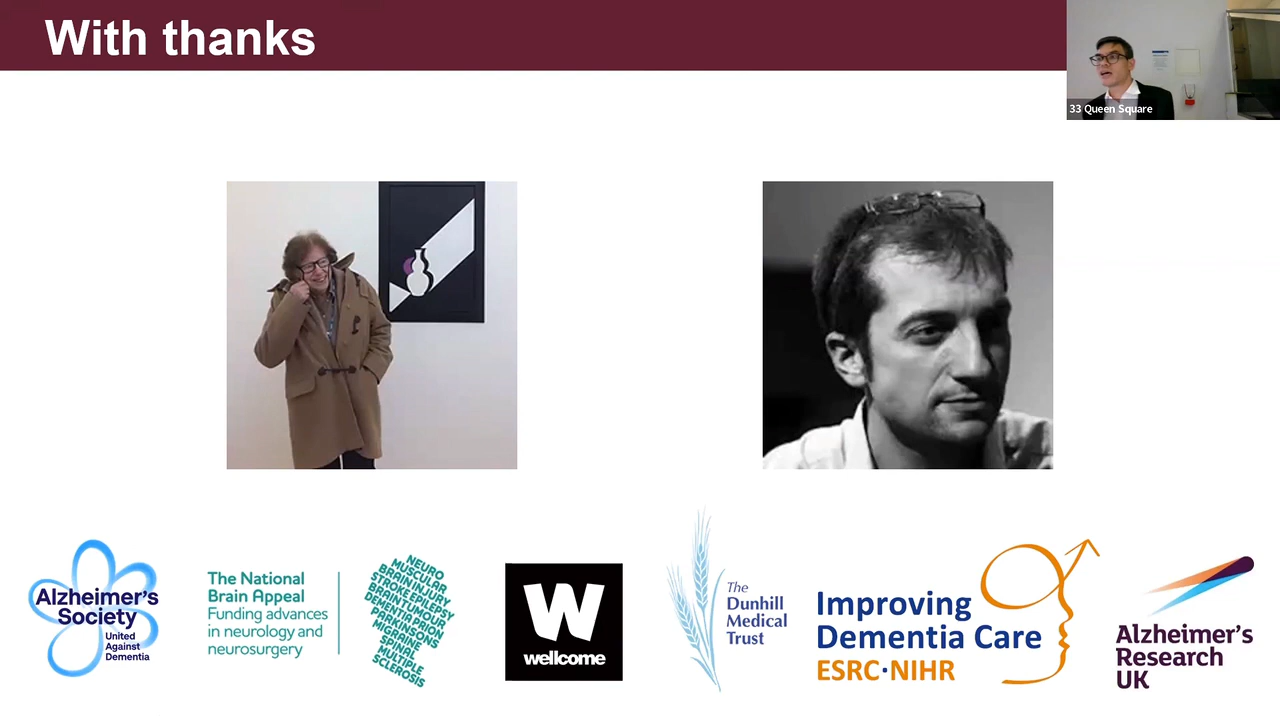 With thanks
33 Queen Square
Alzheimer's
Society
United
Against
Dementia
The National
Brain Appeal
Funding advances
in neurology and
neurosurgery
NEURO
MUSCULAR
BRAIN INJURY
STROKE EPILEPSY
BRAIN TUMOUR
DEMENTIA PRION
PARKINSONS
MIGRAINE
SPINAL
MULTIPLE
SCLEROSIS
W
wellcome
The
Dunhill
Medical
Trust
Improving
Dementia Care
ESRC·NIHR
Alzheimer's
Research
UK